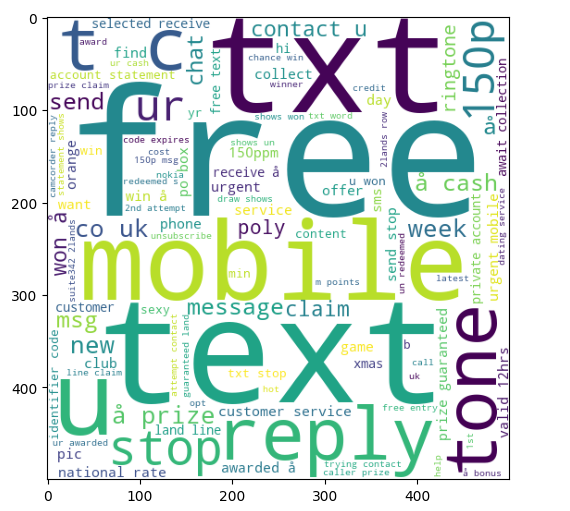 0
100
200
300
400
0
100
200
300
400
selected receive
t c
txt
contact u
award
find
ur cash
hi
chance win
account statement
chat
free text
collect
winner
credit
day
ringtone
150p
prize claim
send
ur
yr
shows won
txt word
å
await collection
free
camcorder reply
statement shows
orange
win
code expires
cost
150p msg
nokia
redeemed s
po box
shows un
150ppm
receive å
urgent
draw shows
2lands row
u won
offer
sms
å cash
want
win å
2nd attempt
service
won å
suite342 2lands
co uk
phone
unsubscribe
poly
content
send stop
week
un redeemed
private account
urgent mobile
dating service
mobile
min
m points
latest
customer
sexy
message
claim
msg
text
new
club
line claim
identifier code
attempt contact
guaranteed land
game
b
xmas
call
uk
txt stop
hot
opt
prize guaranteed
tone
valid 12hrs
u
å prize
customer service
free entry
land line
stop
reply
1st
ur awarded
pic
national rate
awarded å
trying contact
caller prize
help
å bonus